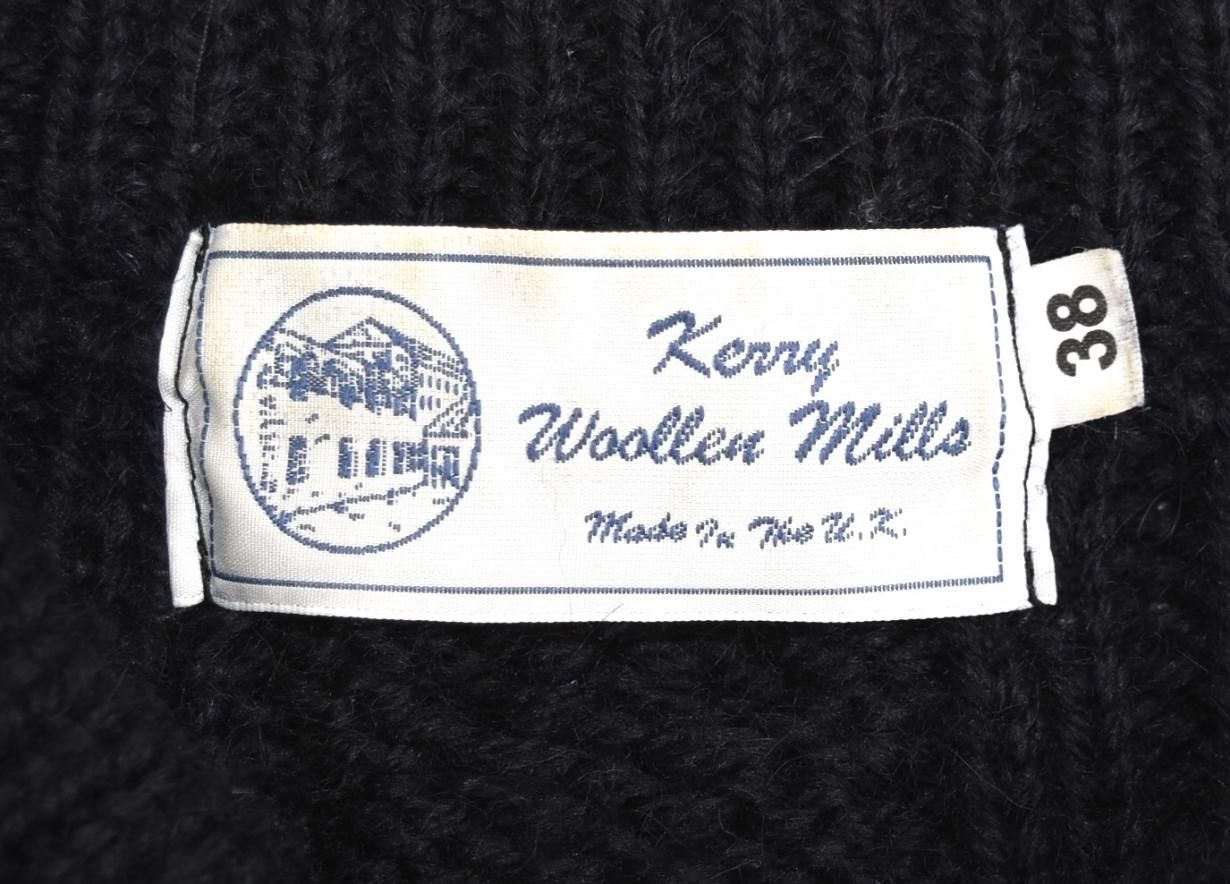 Kerry
Woollen Mills
Made In The U.K.
38